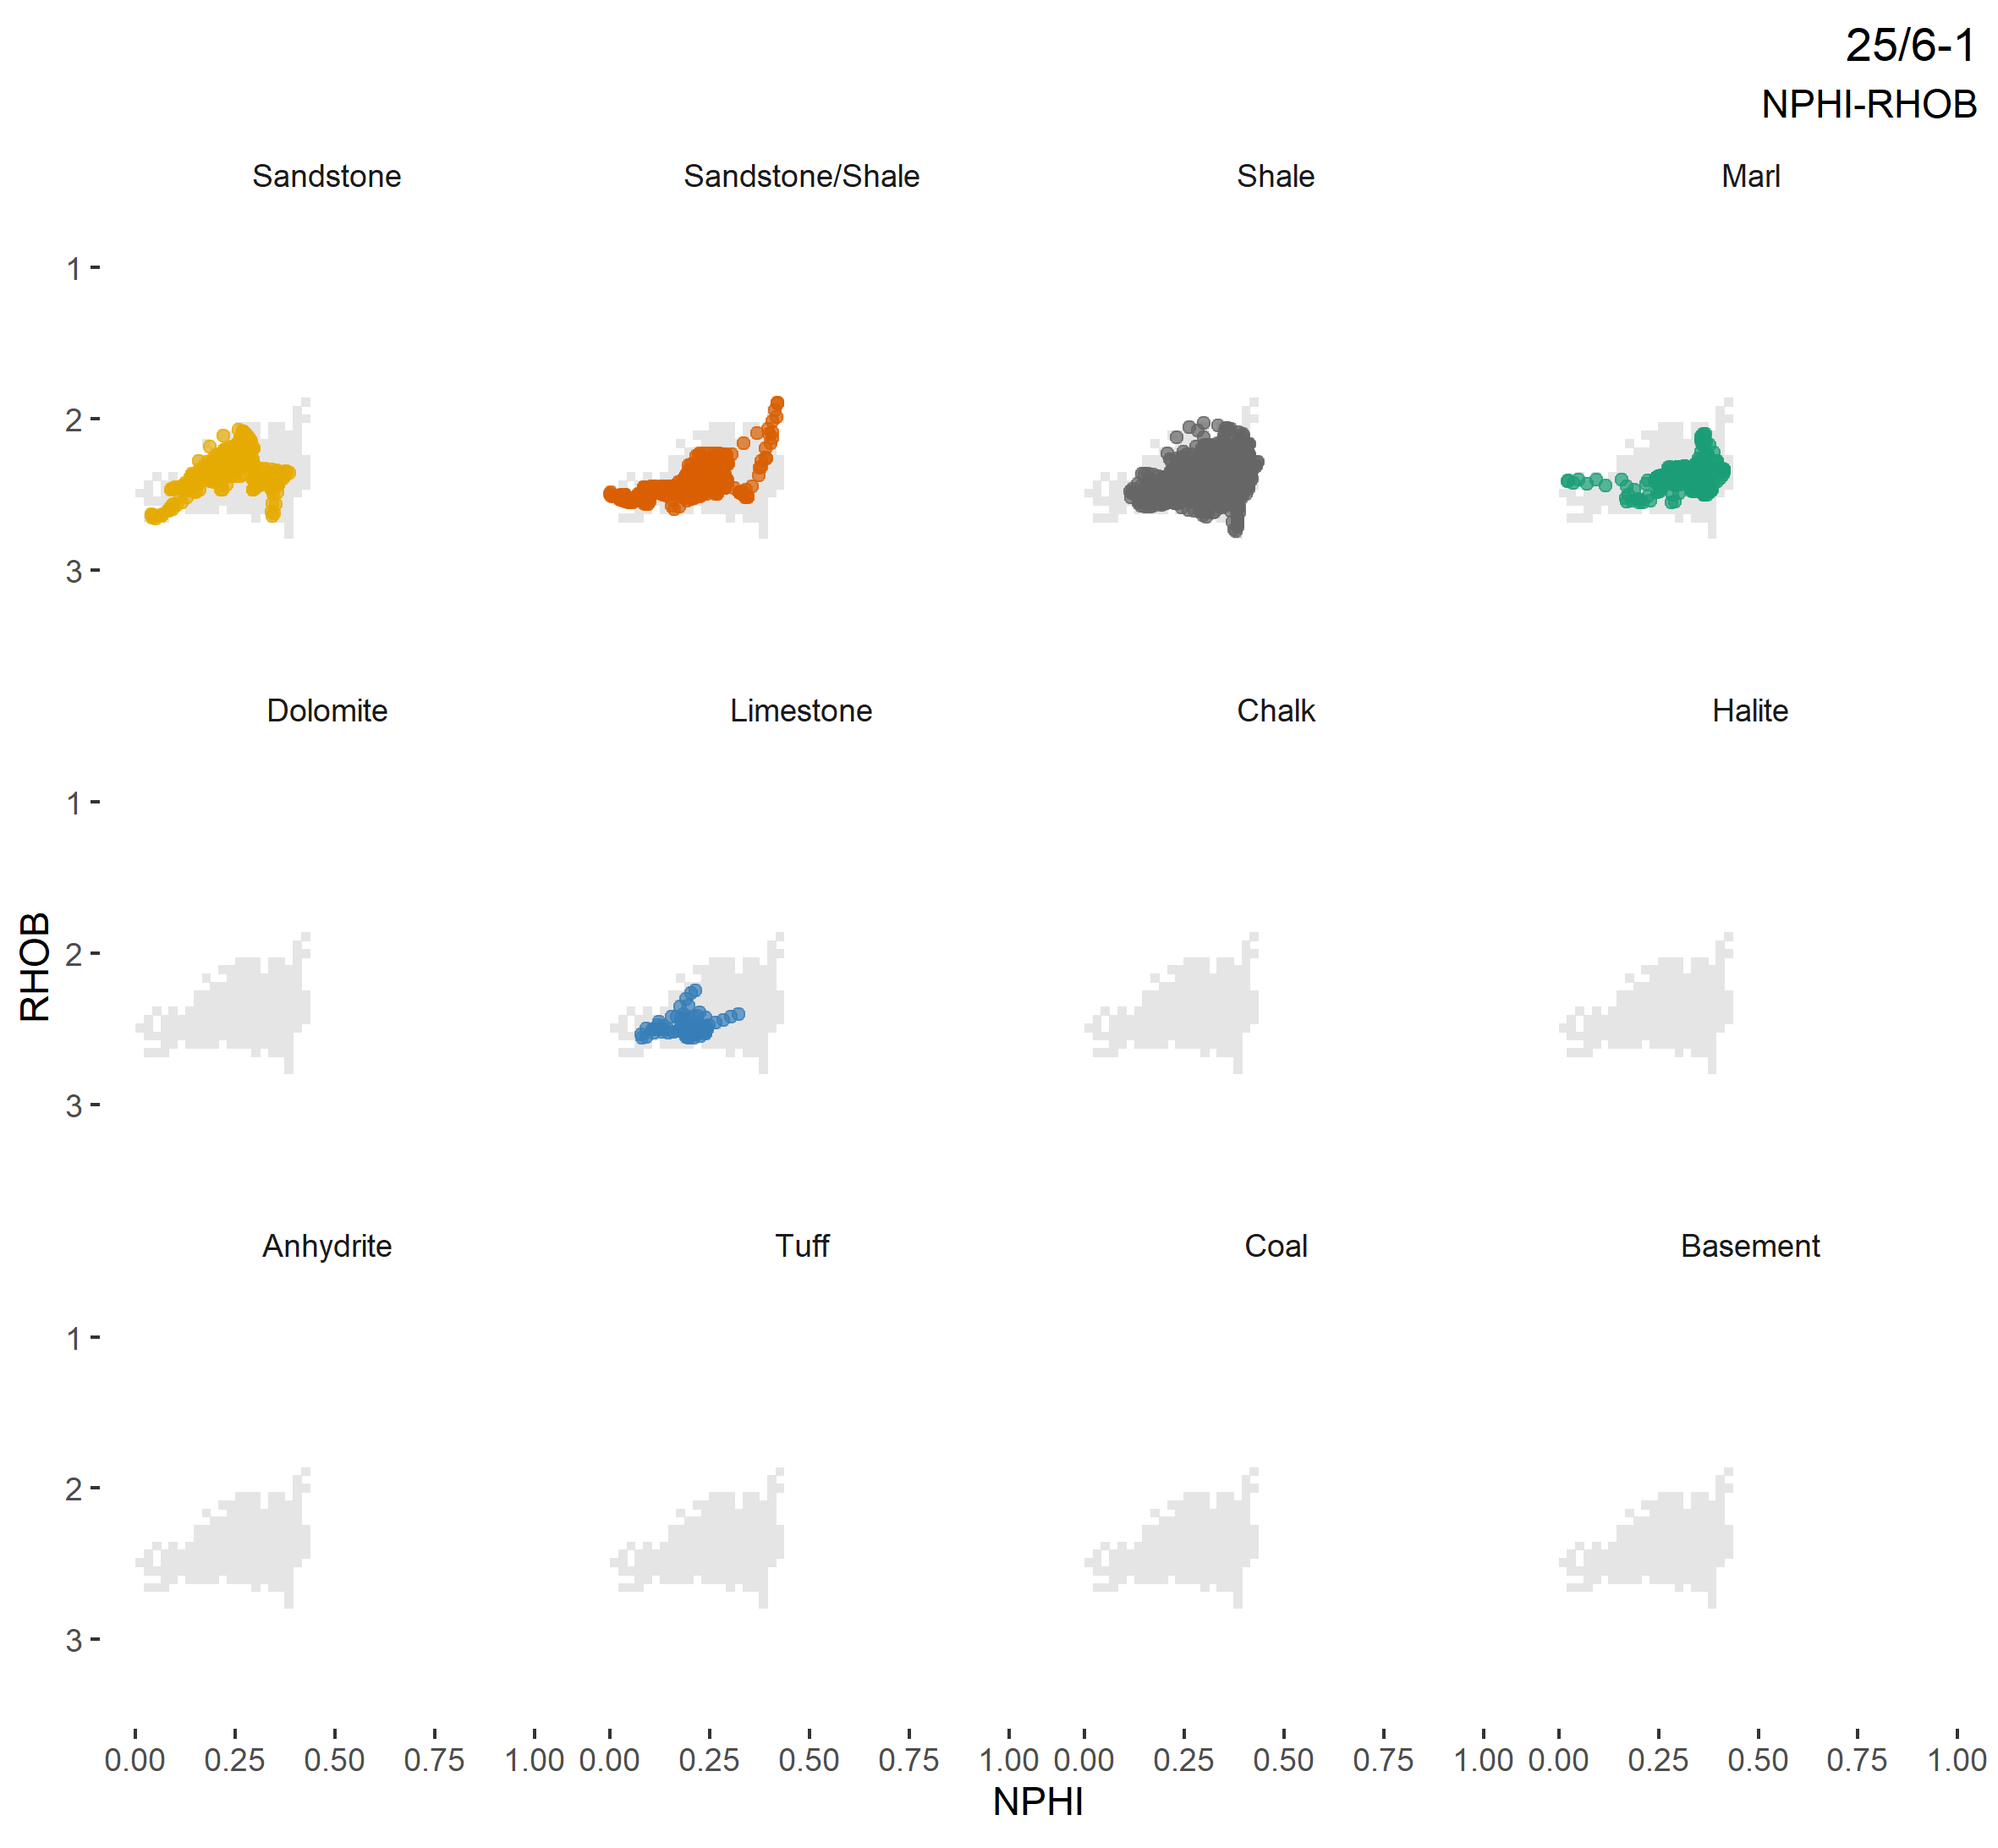 25/6-1
NPHI-RHOB
Sandstone Sandstone/Shale Shale Marl
1
2
3
Dolomite Limestone Chalk Halite
1
2
3
RHOB
Anhydrite Tuff Coal Basement
1
2
3
0.00 0.25 0.50 0.75 1.00 0.00 0.25 0.50 0.75 1.00 0.00 0.25 0.50 0.75 1.00 0.00 0.25 0.50 0.75 1.00
NPHI